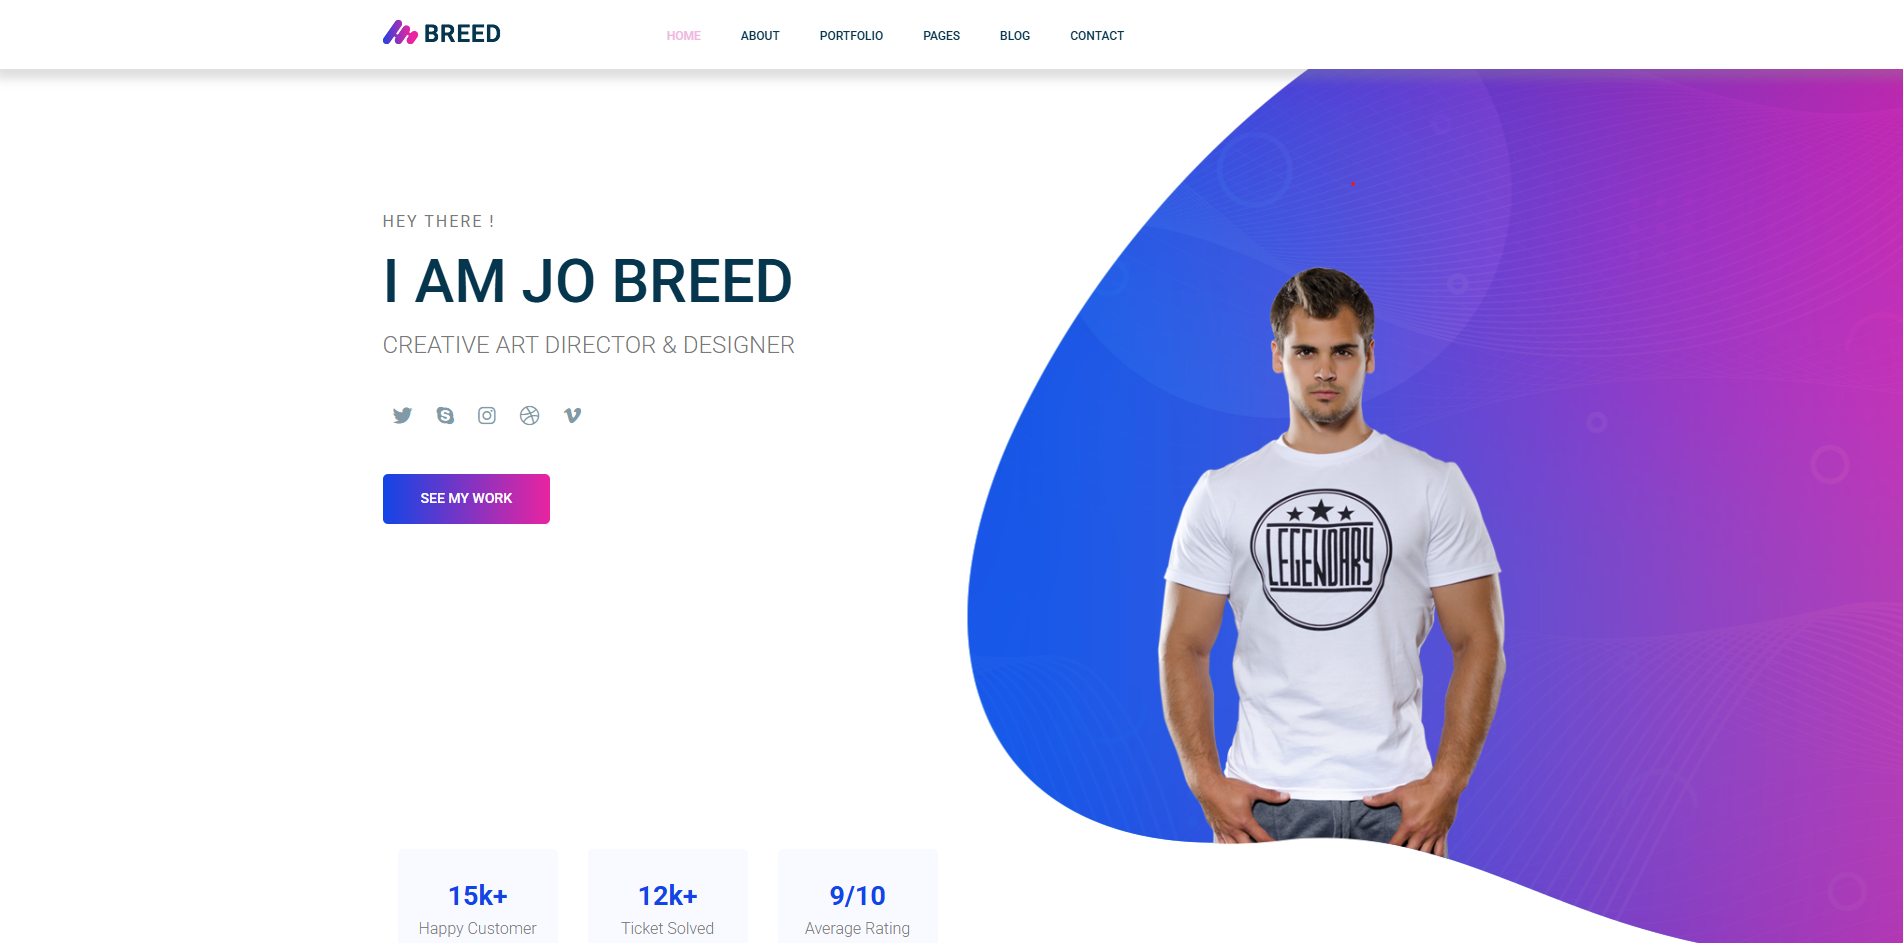 BREED
HOME ABOUT PORTFOLIO PAGES BLOG CONTACT
HEY THERE !
I AM JO BREED
CREATIVE ART DIRECTOR & DESIGNER
SEE MY WORK
LEGENDARY
15k+
Happy Customer
12k+
Ticket Solved
9/10
Average Rating